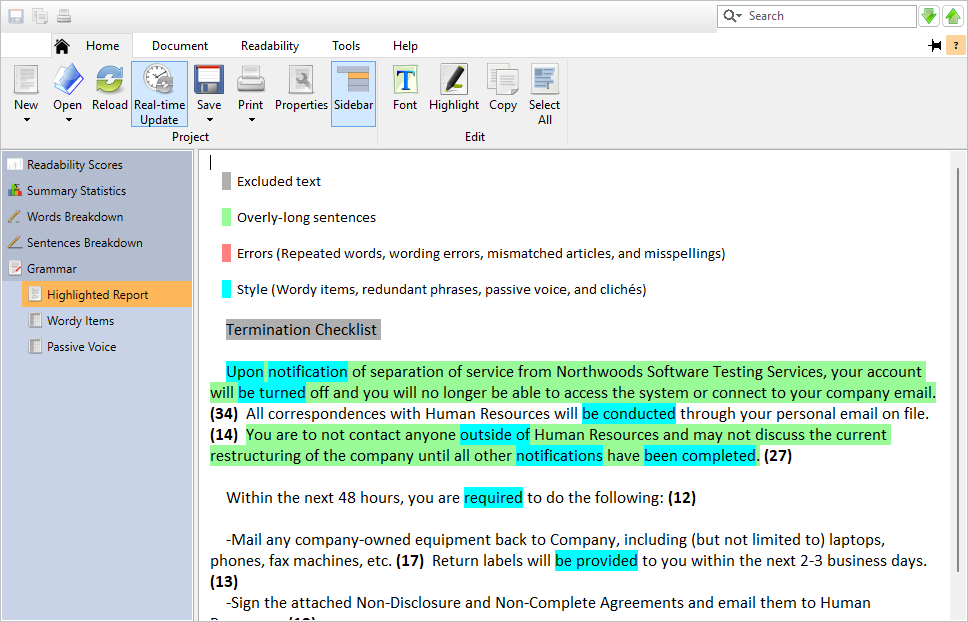 Search
Home Document Readability Tools Help
?
New Open Reload Real-time Update Save Print Properties Sidebar Font Highlight Copy Select All
Project Edit
Readability Scores
Summary Statistics
Words Breakdown
Sentences Breakdown
Grammar
Highlighted Report
Wordy Items
Passive Voice
Excluded text
Overly-long sentences
Errors (Repeated words, wording errors, mismatched articles, and misspellings)
Style (Wordy items, redundant phrases, passive voice, and clichés)
Termination Checklist
Upon notification of separation of service from Northwoods Software Testing Services, your account
will be turned off and you will no longer be able to access the system or connect to your company email.
(34) All correspondences with Human Resources will be conducted through your personal email on file.
(14) You are to not contact anyone outside of Human Resources and may not discuss the current
restructuring of the company until all other notifications have been completed. (27)
Within the next 48 hours, you are required to do the following: (12)
-Mail any company-owned equipment back to Company, including (but not limited to) laptops,
phones, fax machines, etc. (17) Return labels will be provided to you within the next 2-3 business days.
(13)
-Sign the attached Non-Disclosure and Non-Complete Agreements and email them to Human